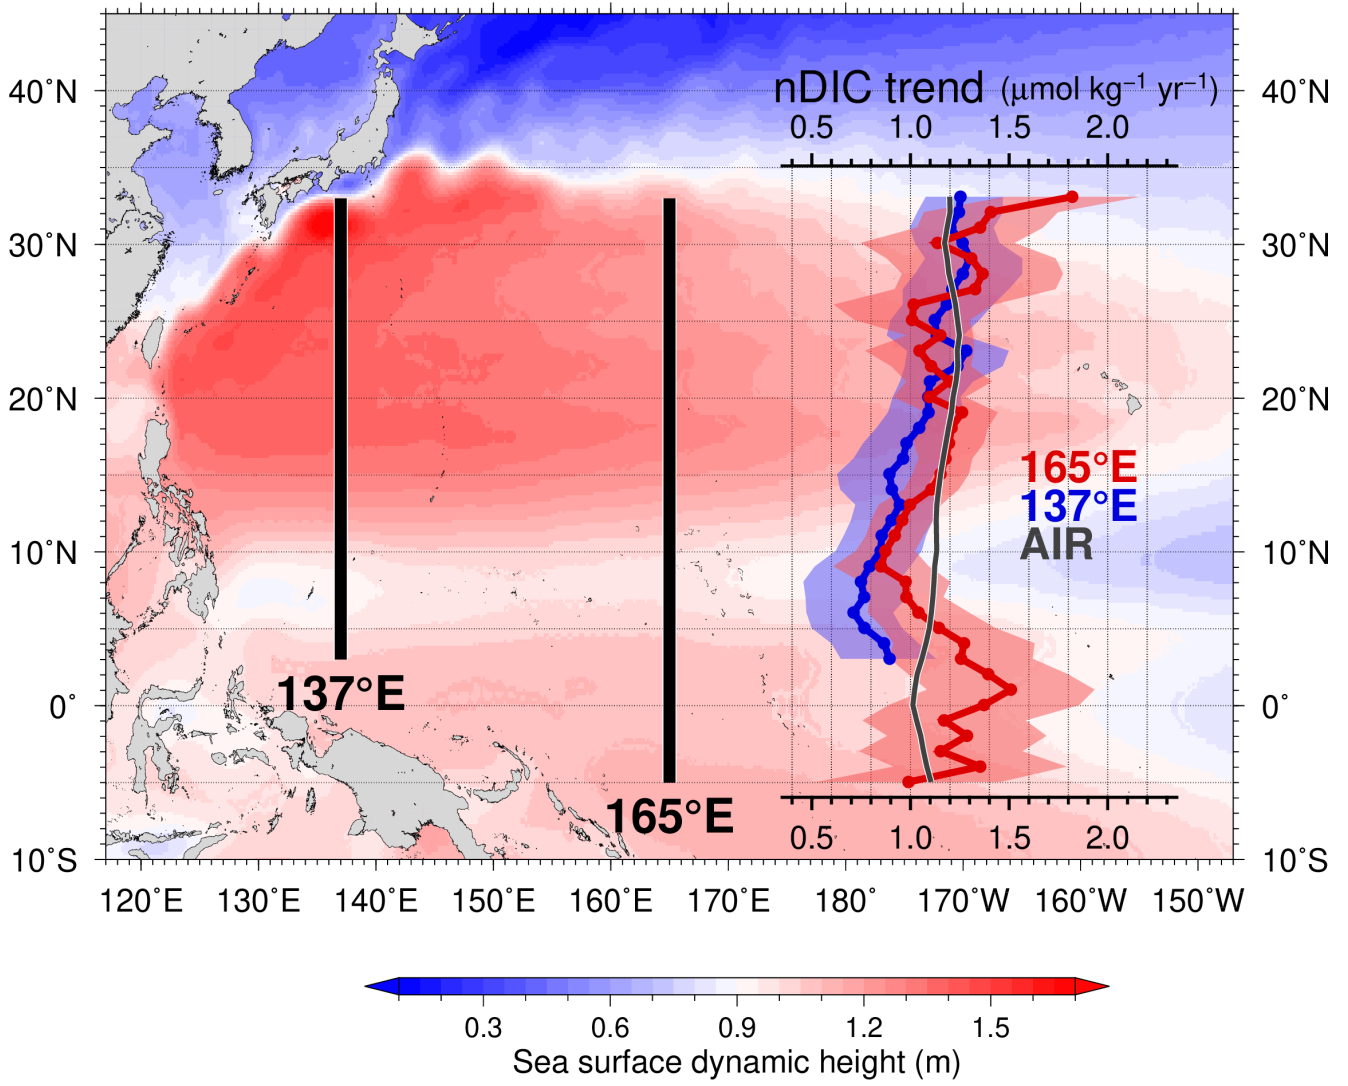 nDIC trend (μmol kg⁻¹ yr⁻¹)
0.5 1.0 1.5 2.0
40°N 40°N
30°N 30°N
20°N 20°N
165°E
137°E
AIR
10°N 10°N
137°E
0° 0°
165°E
0.5 1.0 1.5 2.0
10°S 10°S
120°E 130°E 140°E 150°E 160°E 170°E 180° 170°W 160°W 150°W
0.3 0.6 0.9 1.2 1.5
Sea surface dynamic height (m)